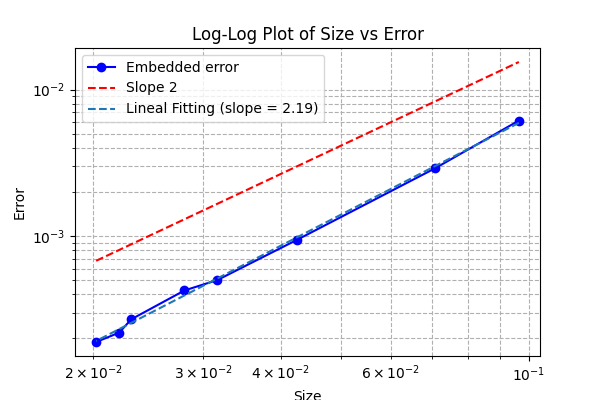 Log-Log Plot of Size vs Error
Embedded error
Slope 2
Lineal Fitting (slope = 2.19)
Error
10⁻²
10⁻³
2 × 10⁻²
3 × 10⁻²
4 × 10⁻²
6 × 10⁻²
10⁻¹
Size